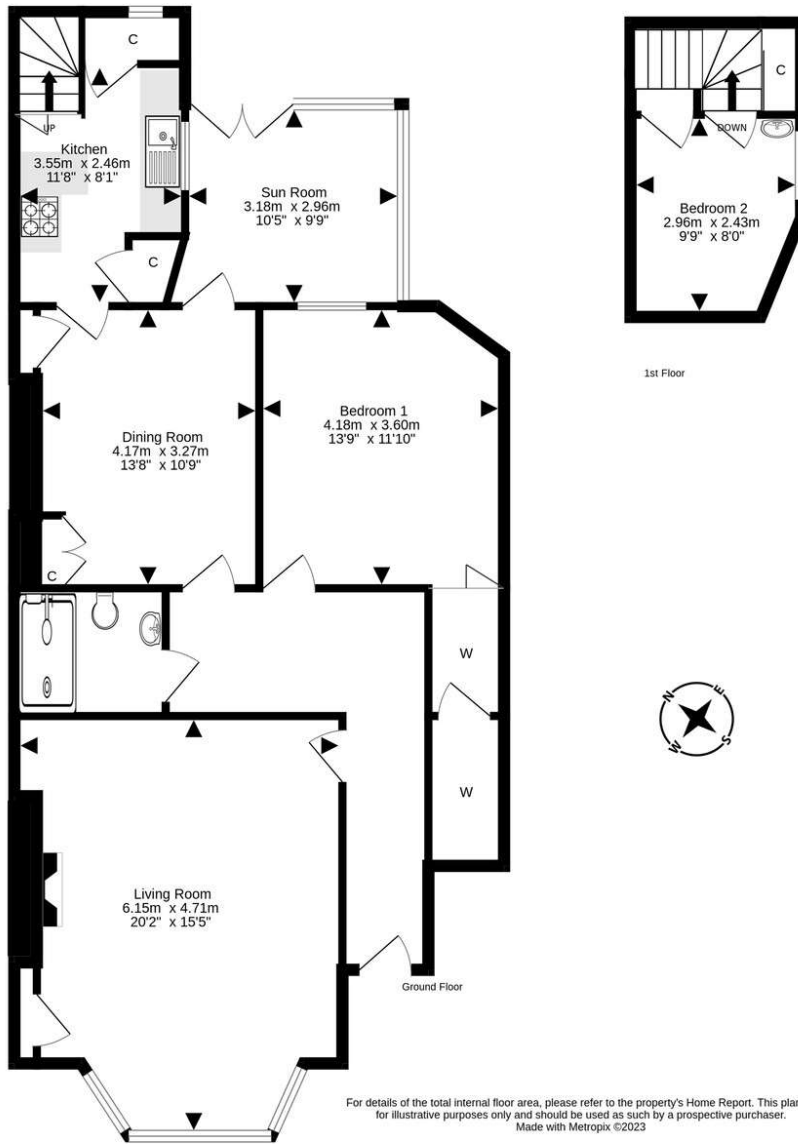 C
UP
Kitchen
3.55m x 2.46m
11'8" x 8'1"
C
Sun Room
3.18m x 2.96m
10'5" x 9'9"
Dining Room
4.17m x 3.27m
13'8" x 10'9"
C
Bedroom 1
4.18m x 3.60m
13'9" x 11'10"
W
W
Living Room
6.15m x 4.71m
20'2" x 15'5"
Ground Floor
C
DOWN
Bedroom 2
2.96m x 2.43m
9'9" x 8'0"
1st Floor
N
E
W
S
For details of the total internal floor area, please refer to the property's Home Report. This plan
for illustrative purposes only and should be used as such by a prospective purchaser.
Made with Metropix ©2023